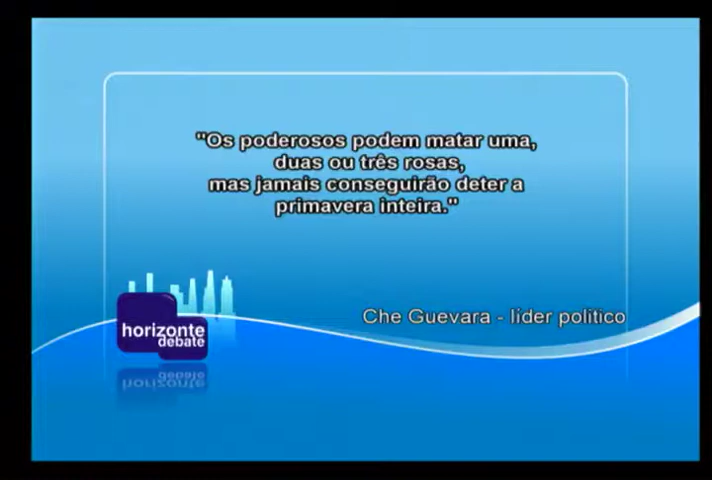 "Os poderosos podem matar uma,
duas ou três rosas,
mas jamais conseguirão deter a
primavera inteira."
Che Guevara - líder político
horizonte
debate